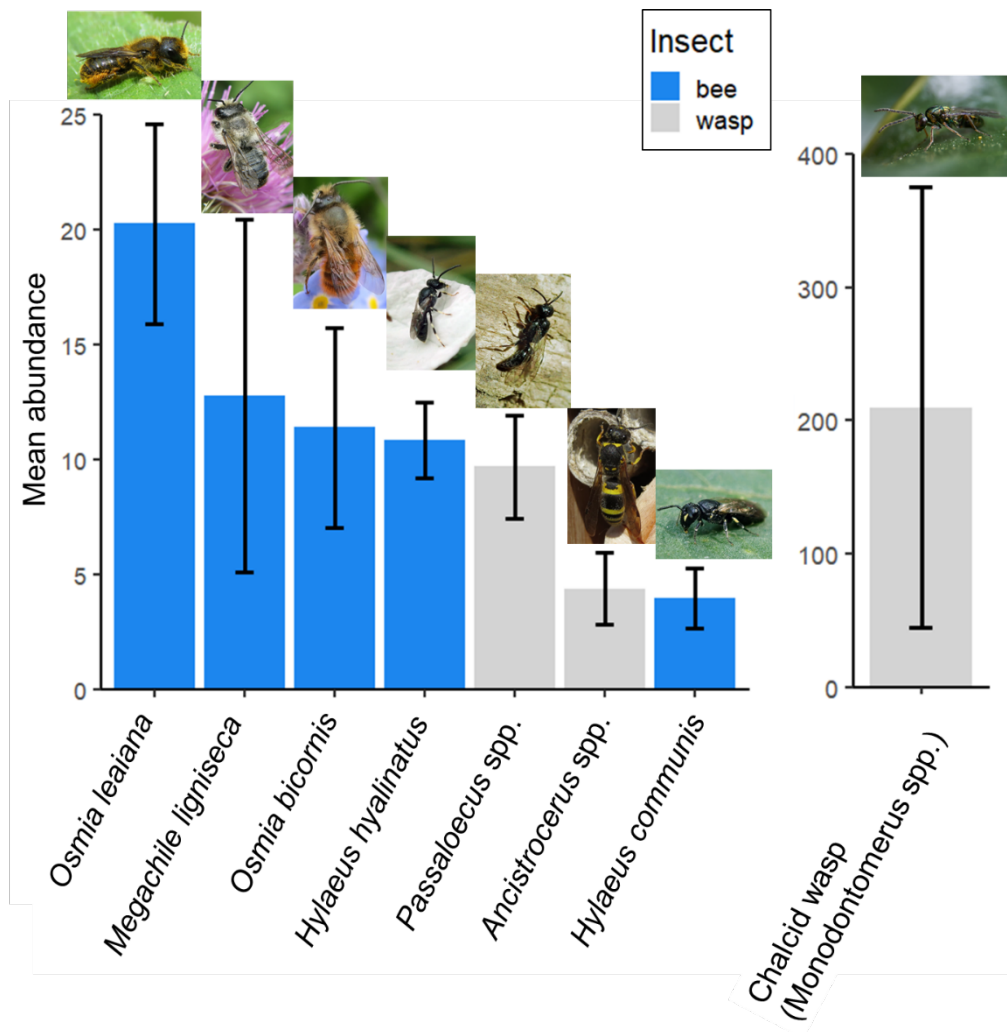 Insect
bee
wasp
Mean abundance
25
20
15
10
5
0
Osmia leaiana
Megachile ligniseca
Osmia bicornis
Hylaeus hyalinatus
Passaloecus spp.
Ancistrocerus spp.
Hylaeus communis
400
300
200
100
0
Chalcid wasp
(Monodontomerus spp.)